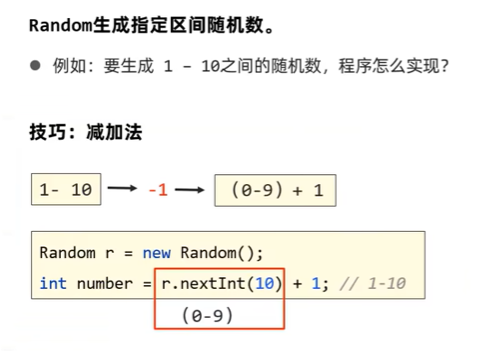 Random生成指定区间随机数。
● 例如：要生成 1 – 10之间的随机数，程序怎么实现？
技巧：减加法
1- 10 → -1 → （0-9）+ 1
Random r = new Random();
int number = r.nextInt(10) + 1; // 1-10
（0-9）